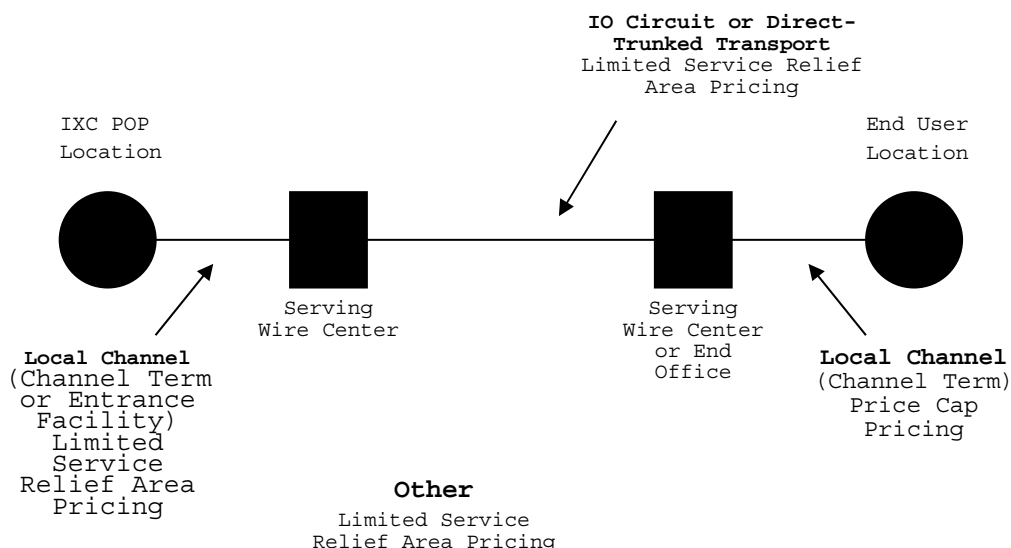 IO Circuit or Direct-
Trunked Transport
Limited Service Relief
Area Pricing
IXC POP
Location
End User
Location
Serving
Wire Center
Serving
Wire Center
or End
Office
Local Channel
(Channel Term
or Entrance
Facility)
Limited
Service
Relief Area
Pricing
Local Channel
(Channel Term)
Price Cap
Pricing
Other
Limited Service
Relief Area Pricing